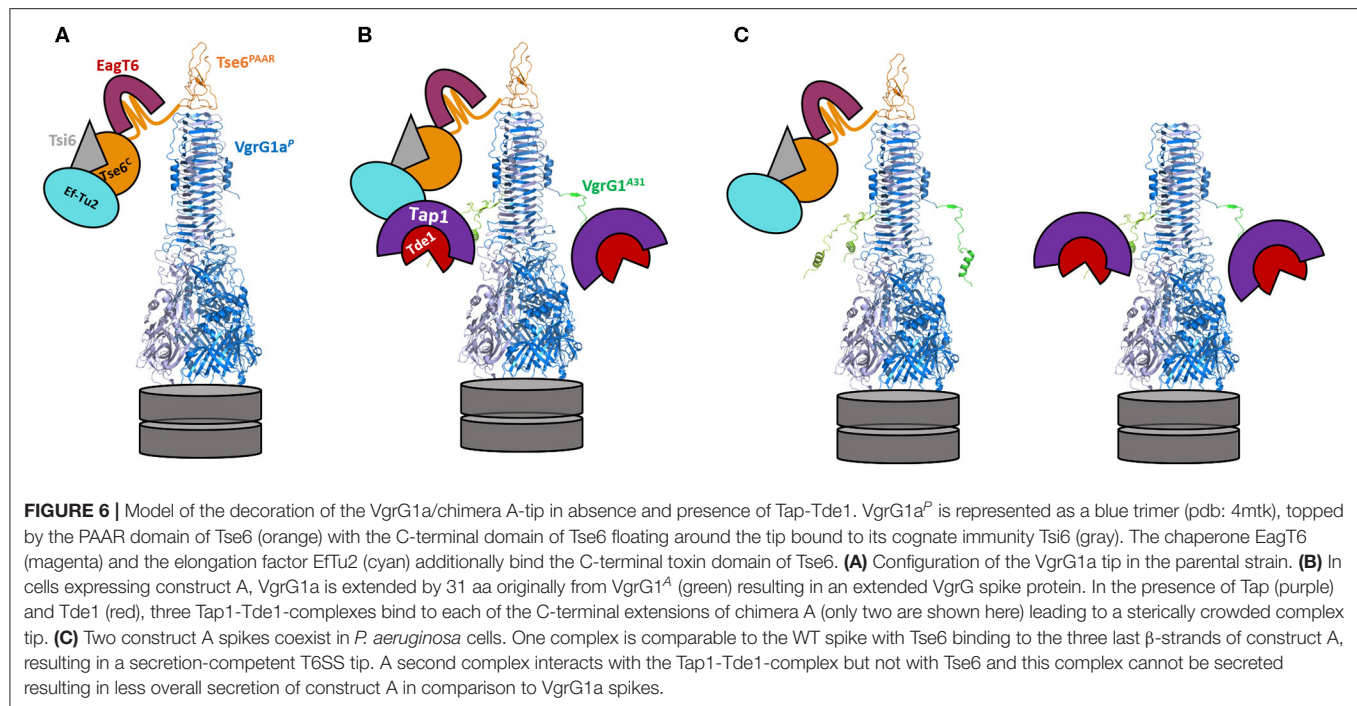 A
B
C
EagT6
Tse6PAAR
Tsi6
VgrG1aP
Tse6C
Ef-Tu2
VgrG1A31
Tap1
Tde1
FIGURE 6 | Model of the decoration of the VgrG1a/chimera A-tip in absence and presence of Tap-Tde1. VgrG1aP is represented as a blue trimer (pdb: 4mtk), topped
by the PAAR domain of Tse6 (orange) with the C-terminal domain of Tse6 floating around the tip bound to its cognate immunity Tsi6 (gray). The chaperone EagT6
(magenta) and the elongation factor EfTu2 (cyan) additionally bind the C-terminal toxin domain of Tse6. (A) Configuration of the VgrG1a tip in the parental strain. (B) In
cells expressing construct A, VgrG1a is extended by 31 aa originally from VgrG1A (green) resulting in an extended VgrG spike protein. In the presence of Tap (purple)
and Tde1 (red), three Tap1-Tde1-complexes bind to each of the C-terminal extensions of chimera A (only two are shown here) leading to a sterically crowded complex
tip. (C) Two construct A spikes coexist in P. aeruginosa cells. One complex is comparable to the WT spike with Tse6 binding to the three last β-strands of construct A,
resulting in a secretion-competent T6SS tip. A second complex interacts with the Tap1-Tde1-complex but not with Tse6 and this complex cannot be secreted
resulting in less overall secretion of construct A in comparison to VgrG1a spikes.